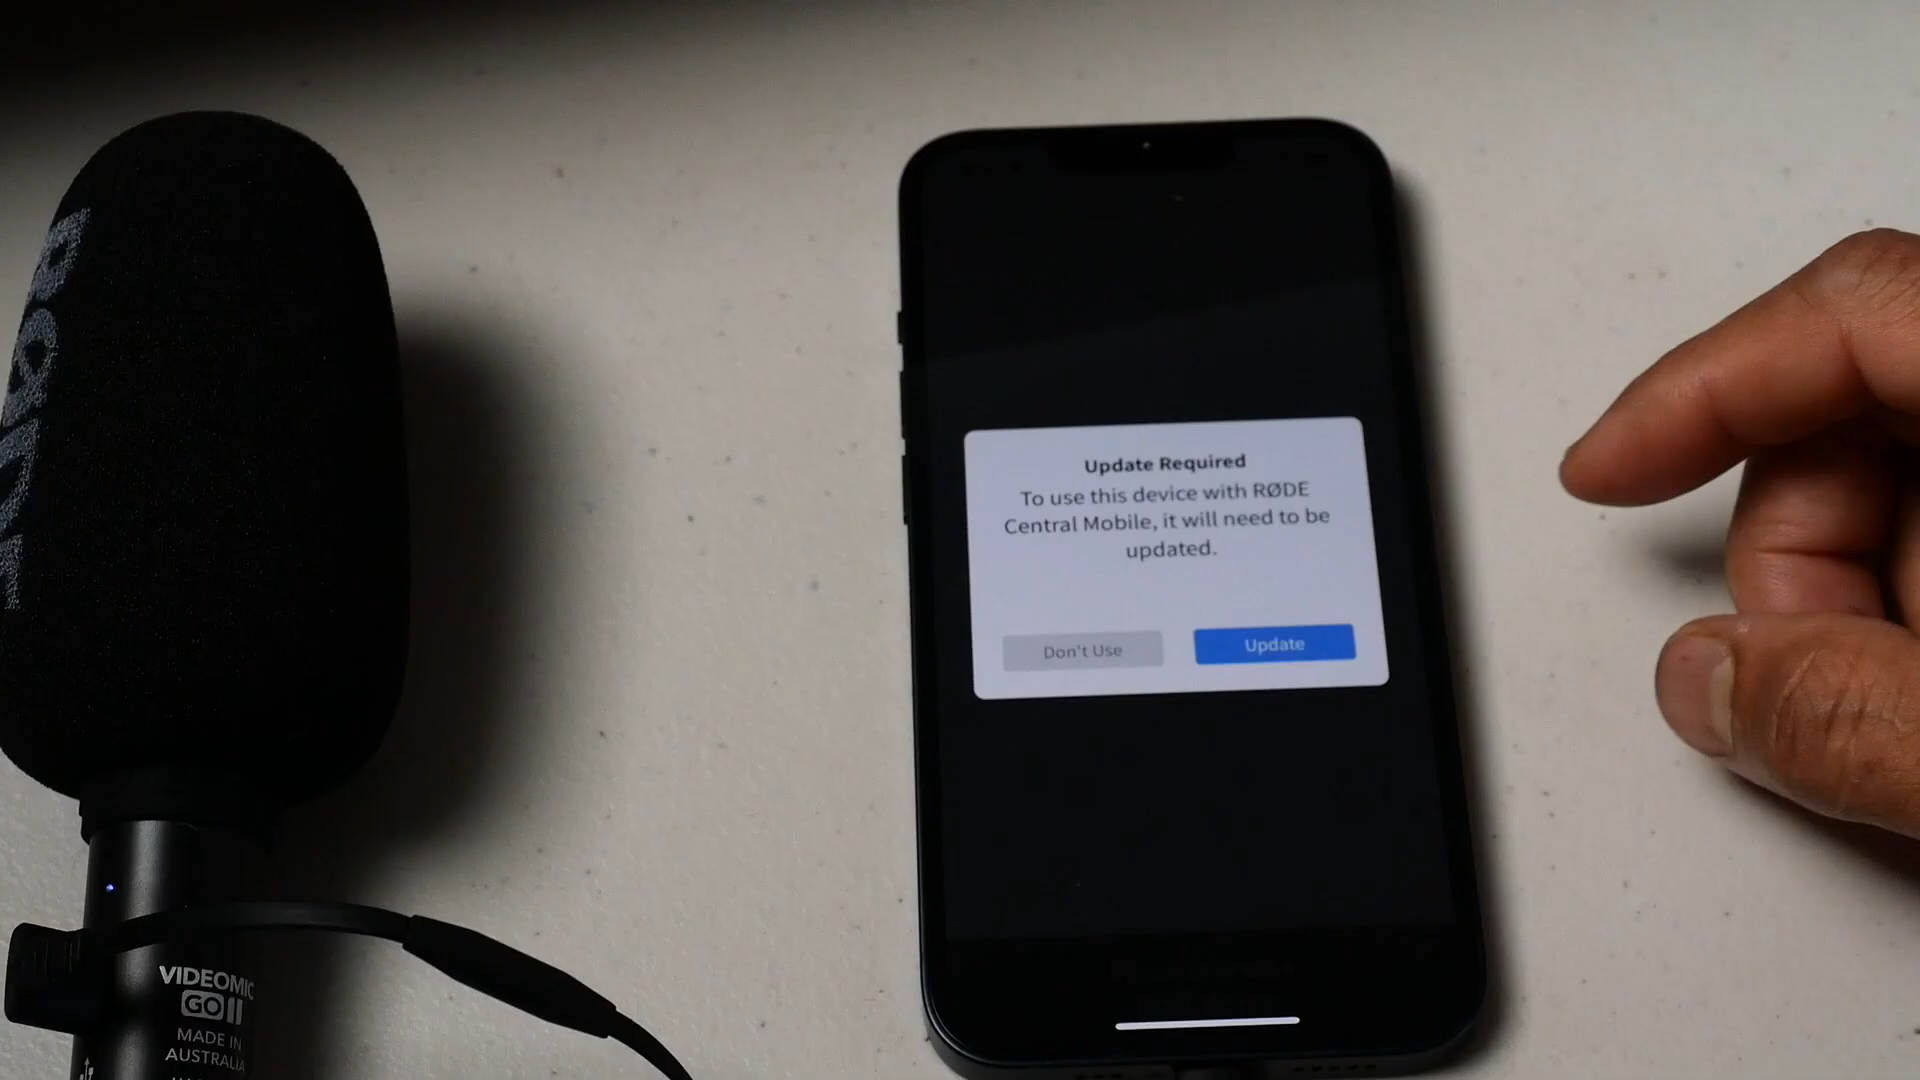 Update Required
To use this device with RØDE
Central Mobile, it will need to be
updated.
Don't Use
Update
VIDEOMIC
GO II
MADE IN
AUSTRALIA